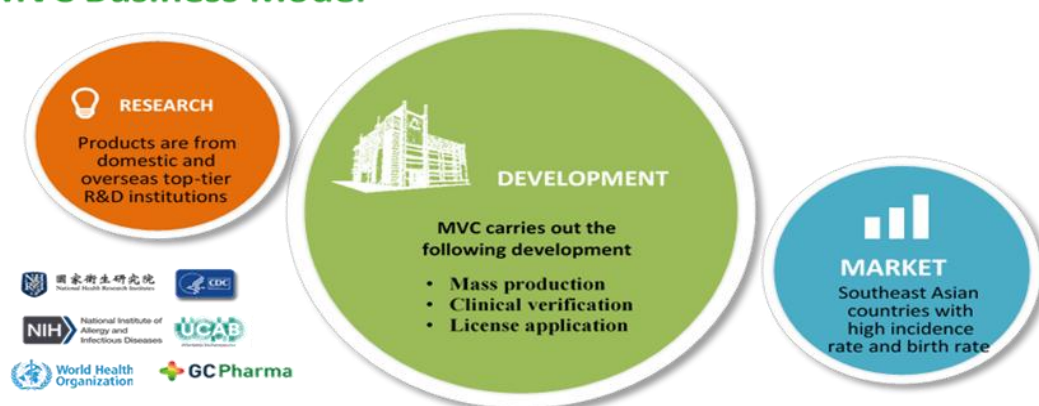 MVC Business Model
RESEARCH
Products are from
domestic and
overseas top-tier
R&D institutions
國家衛生研究院
National Health Research Institutes
CDC
NIH
National Institute of
Allergy and
Infectious Diseases
UCAB
World Health
Organization
GC Pharma
DEVELOPMENT
MVC carries out the
following development
• Mass production
• Clinical verification
• License application
MARKET
Southeast Asian
countries with
high incidence
rate and birth rate